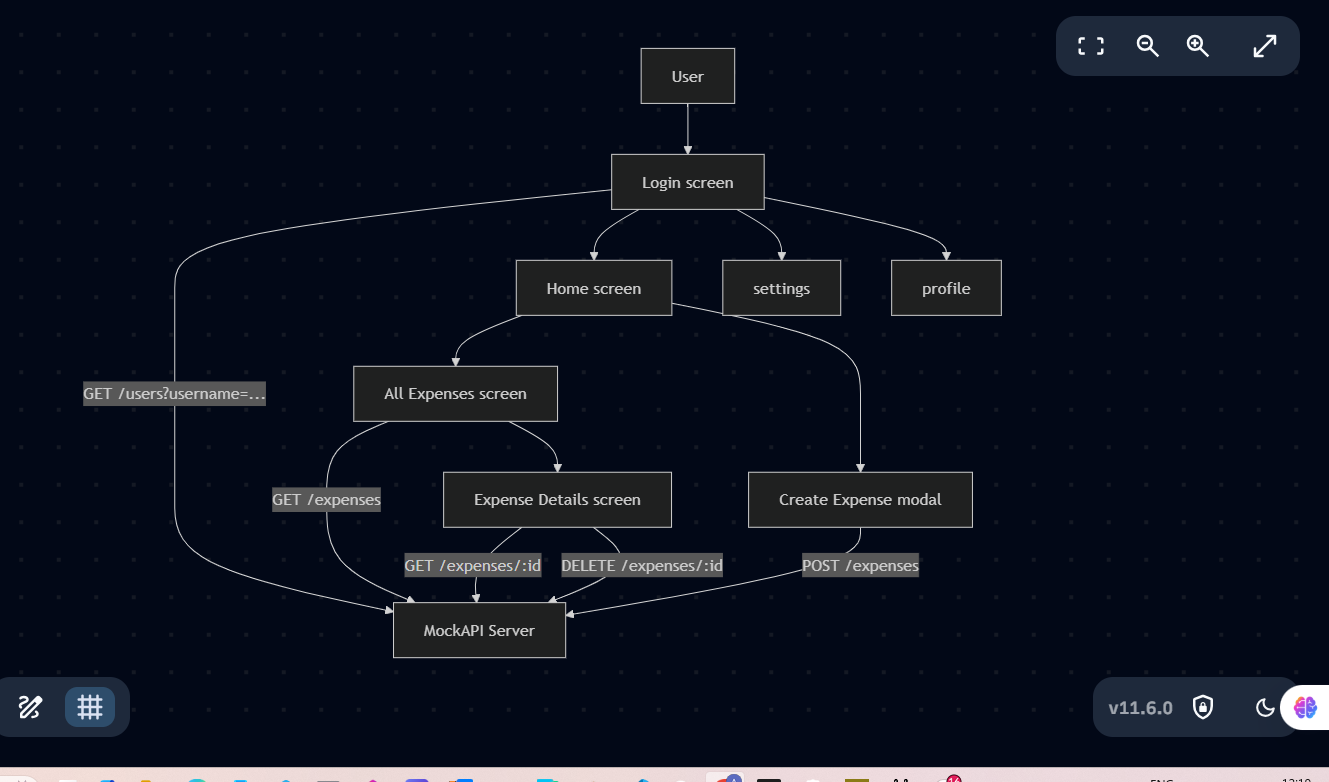 User
Login screen
Home screen
settings
profile
GET /users?username=...
All Expenses screen
GET /expenses
Expense Details screen
Create Expense modal
GET /expenses/:id
DELETE /expenses/:id
POST /expenses
MockAPI Server
v11.6.0